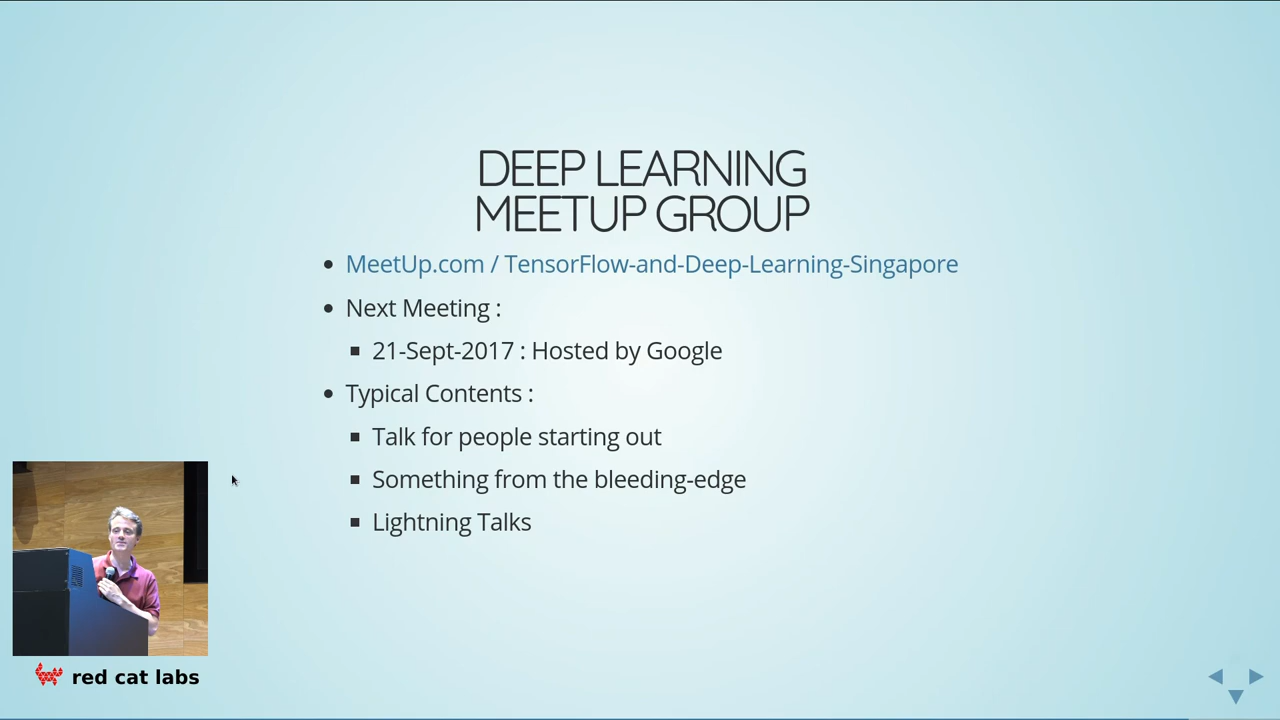 DEEP LEARNING
MEETUP GROUP
MeetUp.com / TensorFlow-and-Deep-Learning-Singapore
Next Meeting :
21-Sept-2017 : Hosted by Google
Typical Contents :
Talk for people starting out
Something from the bleeding-edge
Lightning Talks
red cat labs